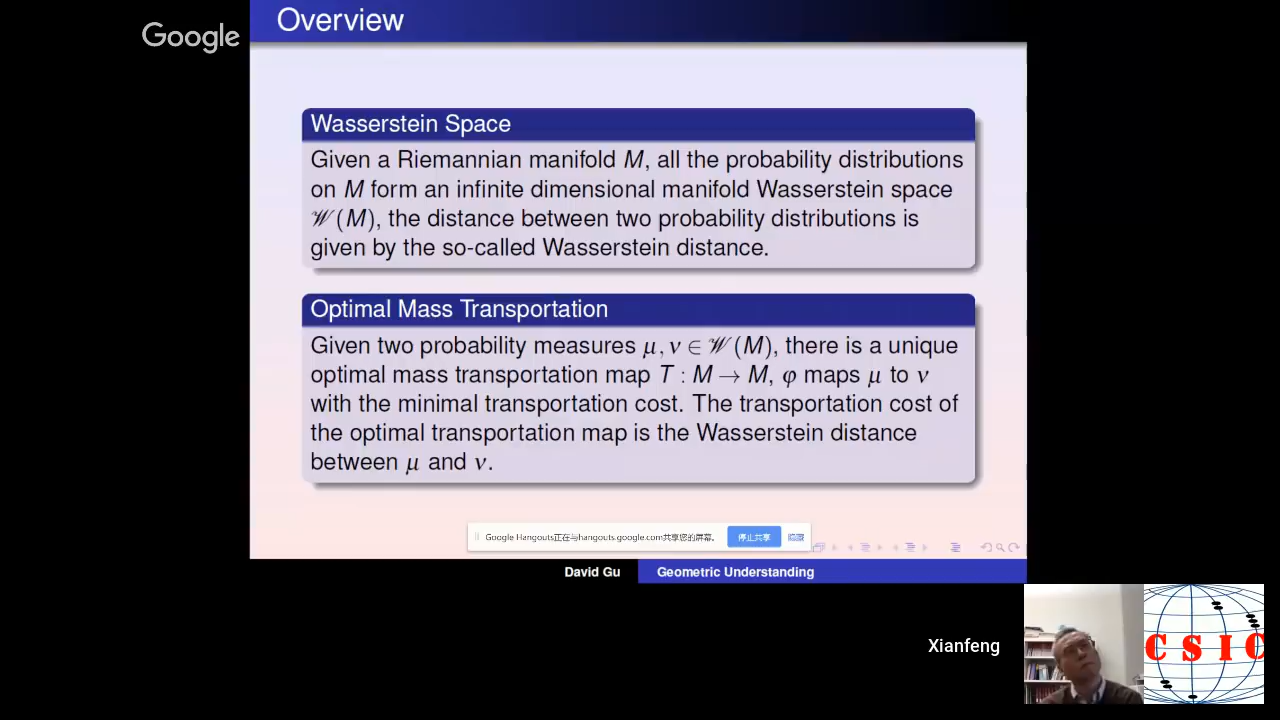 Google
Overview
Wasserstein Space
Given a Riemannian manifold M, all the probability distributions
on M form an infinite dimensional manifold Wasserstein space
𝒲(M), the distance between two probability distributions is
given by the so-called Wasserstein distance.
Optimal Mass Transportation
Given two probability measures μ, ν ∈ 𝒲(M), there is a unique
optimal mass transportation map T : M → M, φ maps μ to ν
with the minimal transportation cost. The transportation cost of
the optimal transportation map is the Wasserstein distance
between μ and ν.
Google Hangouts正在与hangouts.google.com共享您的屏幕。 停止共享 隐藏
David Gu Geometric Understanding
Xianfeng
CSIC